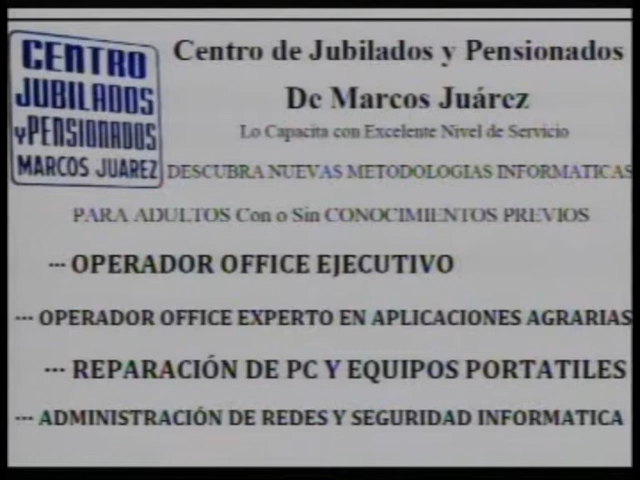 CENTRO
JUBILADOS
y PENSIONADOS
MARCOS JUAREZ
Centro de Jubilados y Pensionados
De Marcos Juárez
Lo Capacita con Excelente Nivel de Servicio
DESCUBRA NUEVAS METODOLOGIAS INFORMATICAS
PARA ADULTOS Con o Sin CONOCIMIENTOS PREVIOS
--- OPERADOR OFFICE EJECUTIVO
--- OPERADOR OFFICE EXPERTO EN APLICACIONES AGRARIAS
--- REPARACIÓN DE PC Y EQUIPOS PORTATILES
--- ADMINISTRACIÓN DE REDES Y SEGURIDAD INFORMATICA